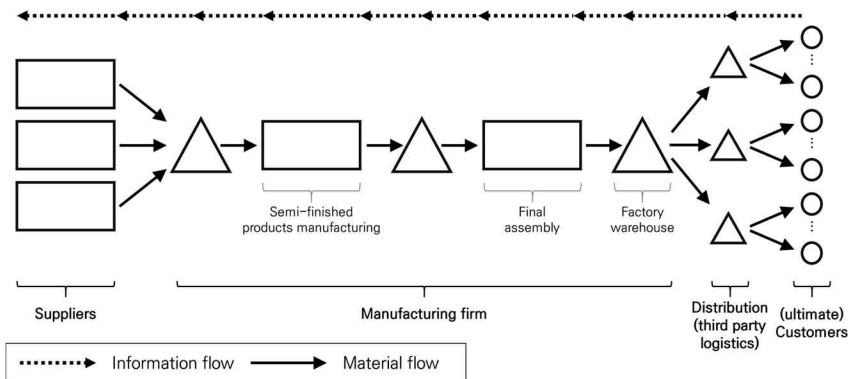 Semi-finished
products manufacturing
Final
assembly
Factory
warehouse
Suppliers
Manufacturing firm
Distribution
(third party
logistics)
(ultimate)
Customers
Information flow
Material flow